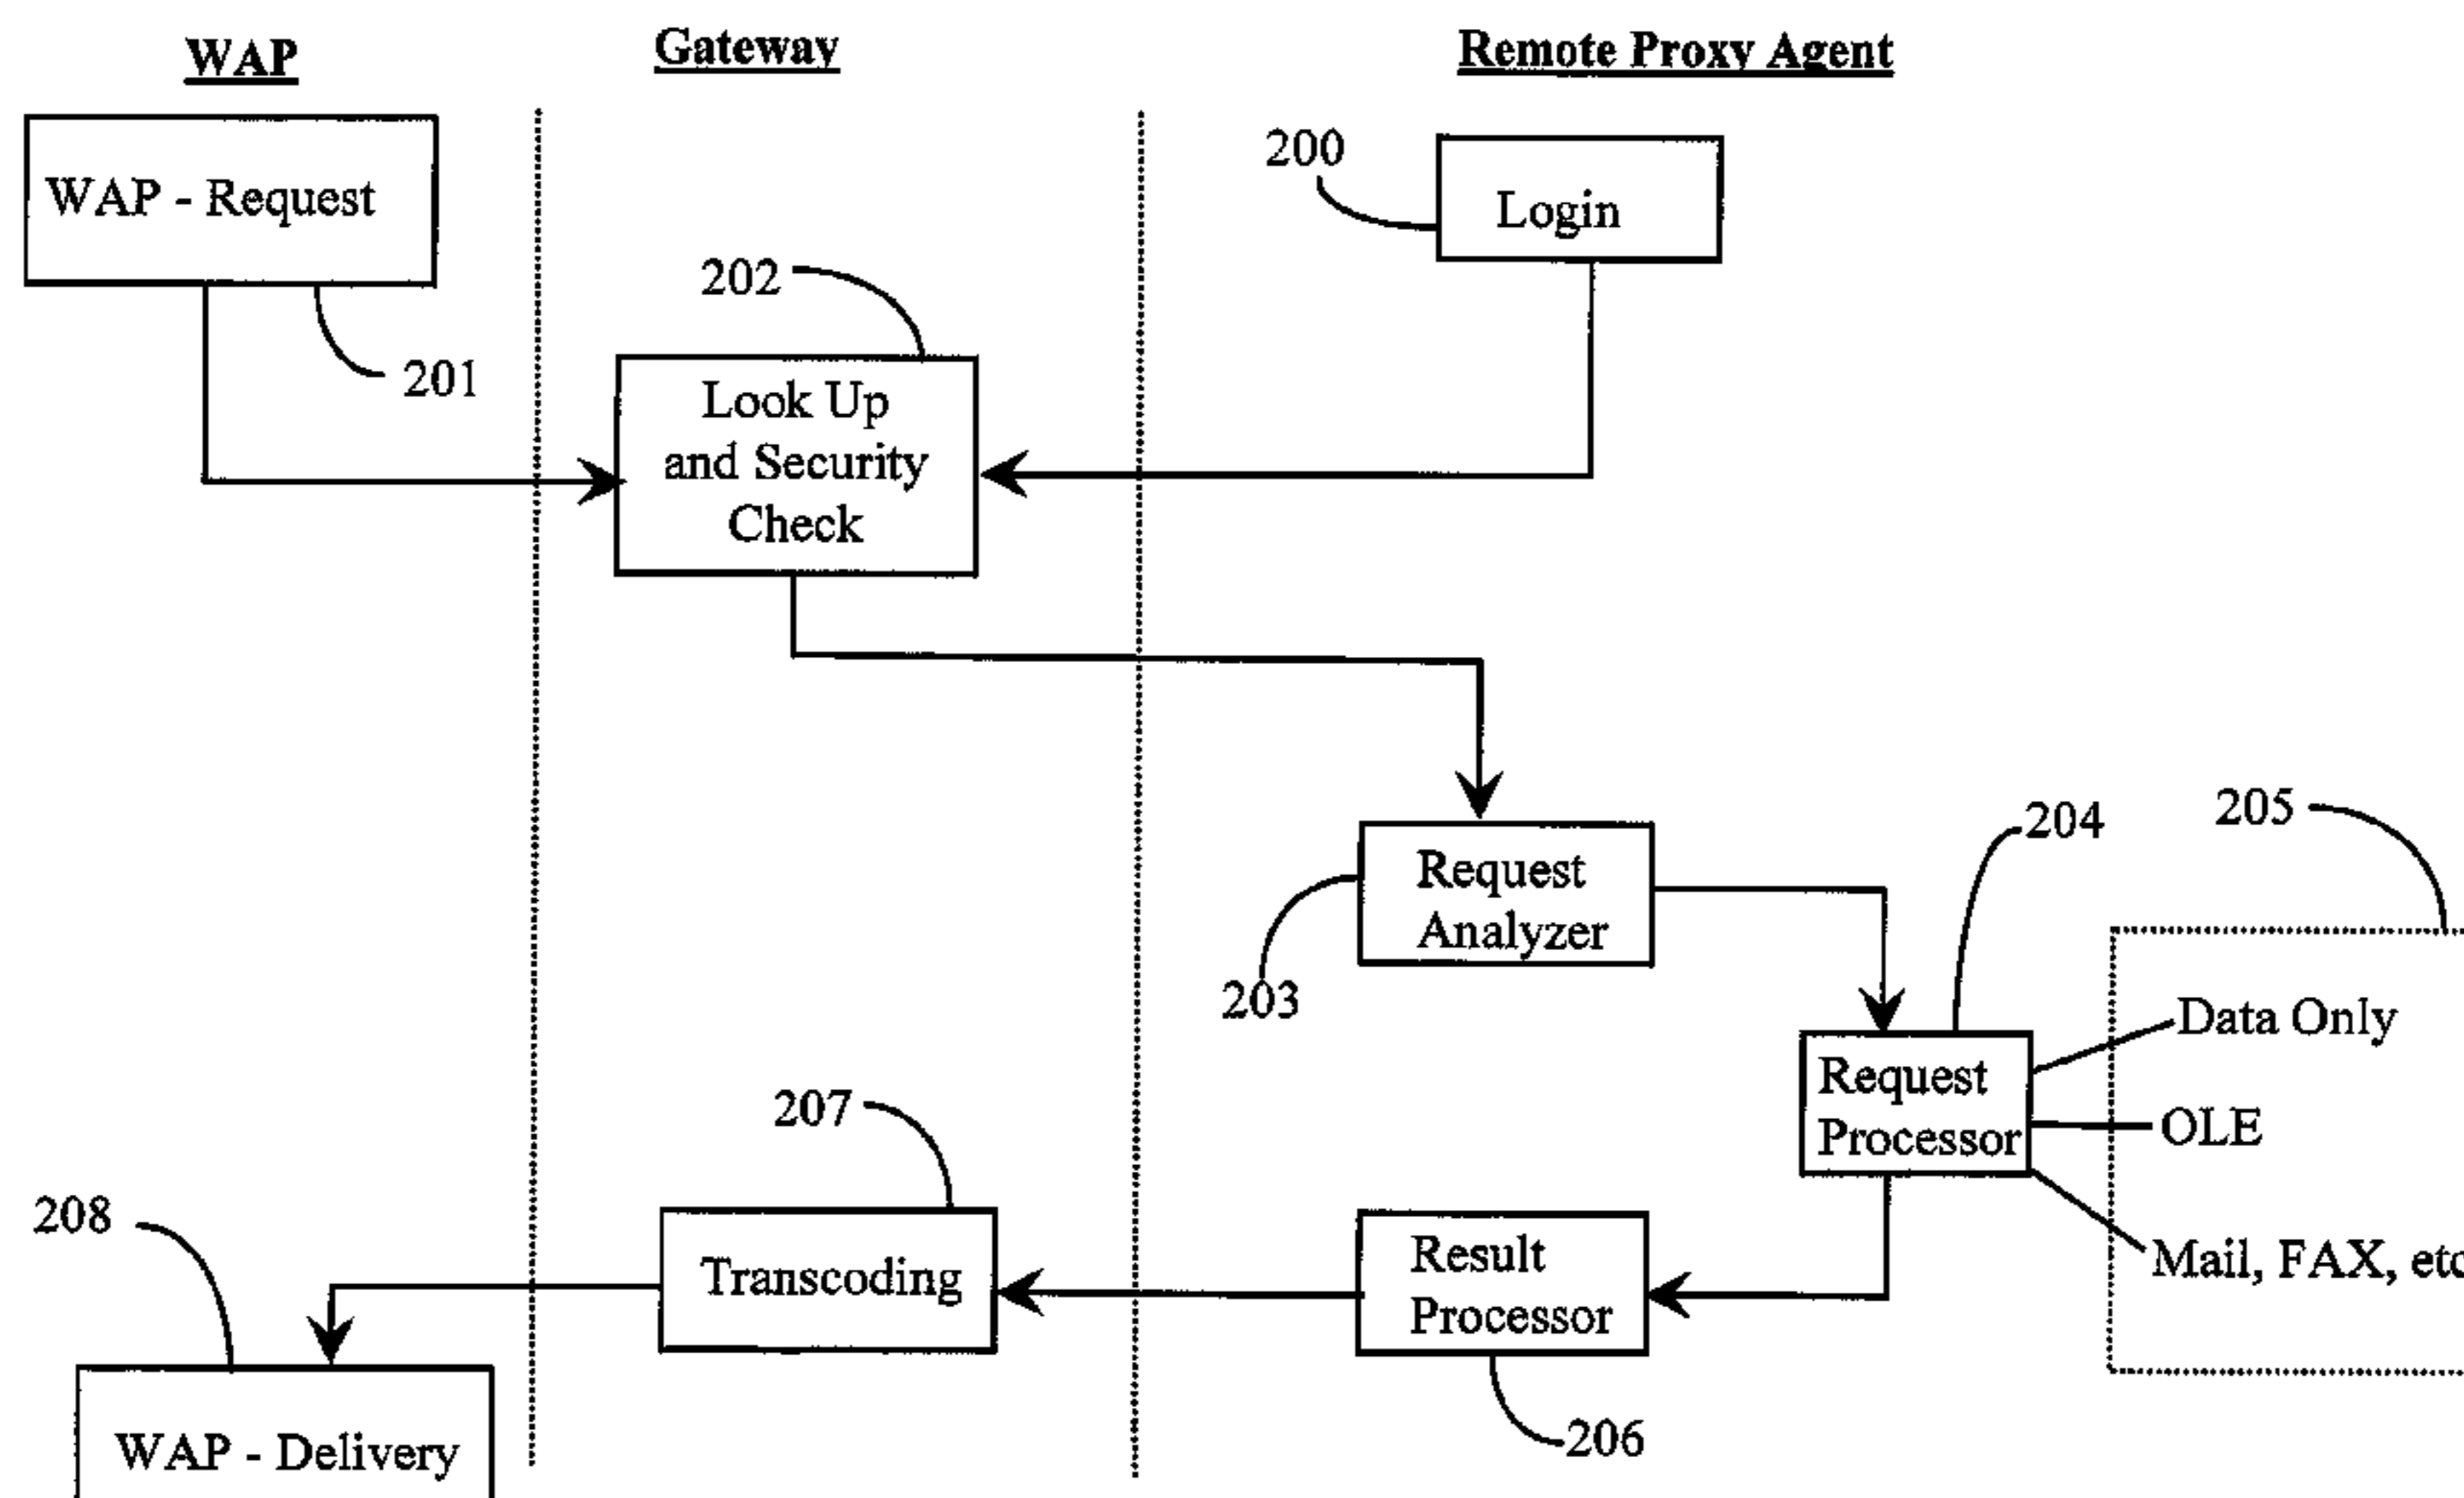 WAP
Gateway
Remote Proxy Agent
WAP - Request
200
Login
202
201
Look Up
and Security
Check
205
204
Request
Analyzer
203
Data Only
Request
Processor
OLE
207
208
Transcoding
Result
Processor
Mail, FAX, etc
206
WAP - Delivery